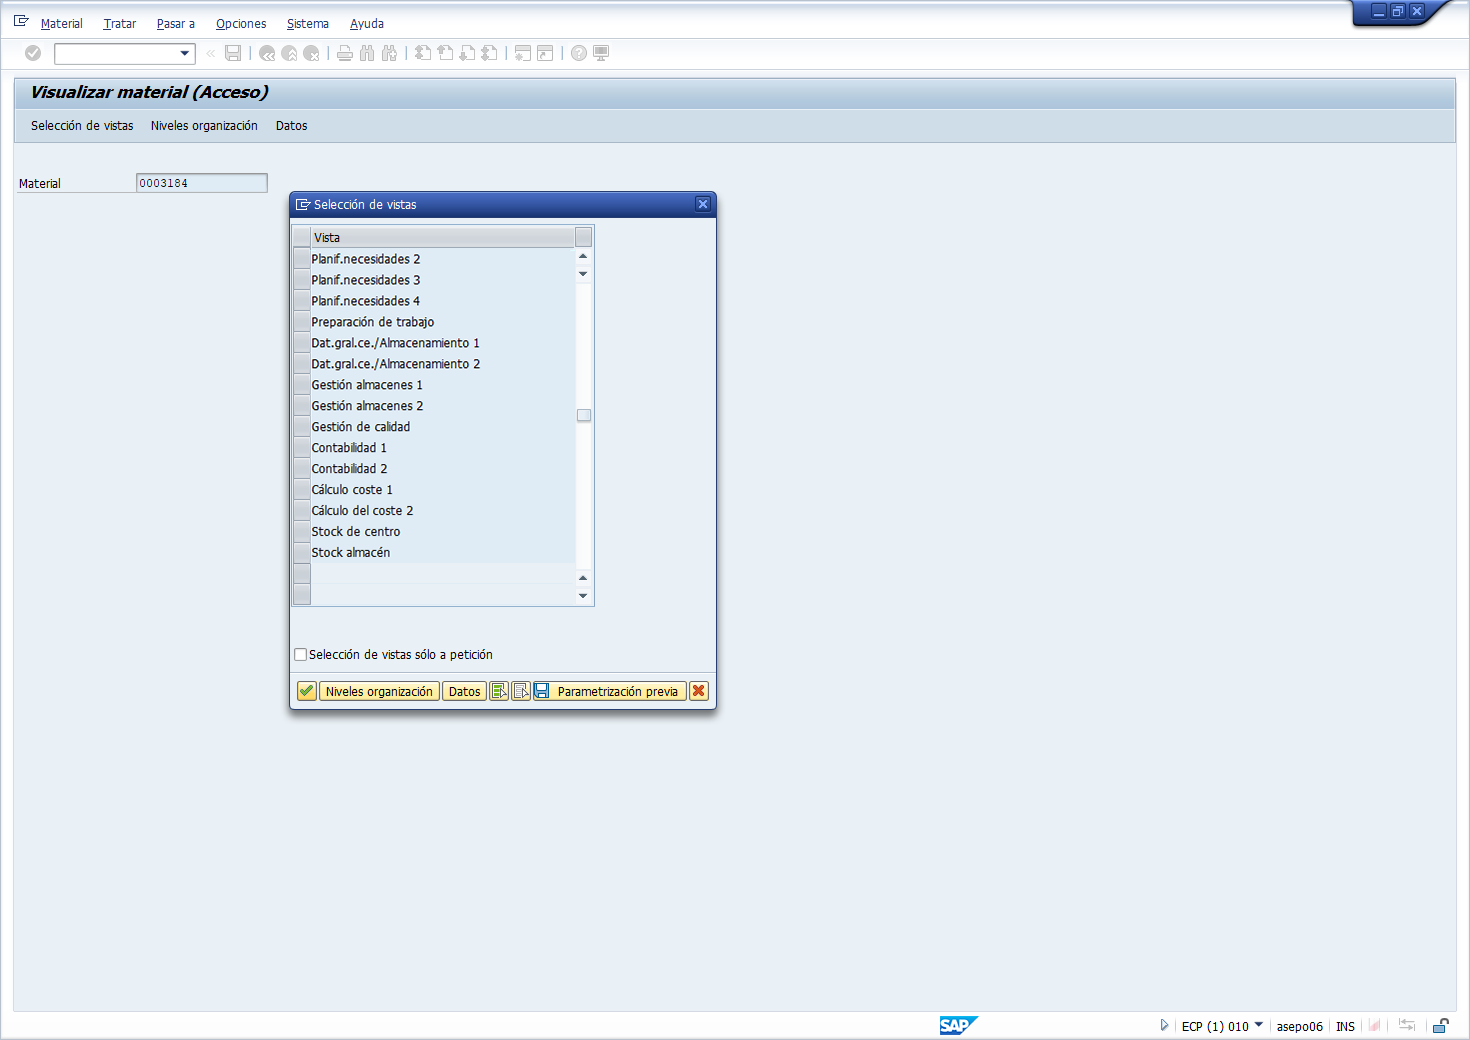 Material Tratar Pasar a Opciones Sistema Ayuda
Visualizar material (Acceso)
Selección de vistas Niveles organización Datos
Material 0003184
Selección de vistas
Vista
Planif.necesidades 2
Planif.necesidades 3
Planif.necesidades 4
Preparación de trabajo
Dat.gral.ce./Almacenamiento 1
Dat.gral.ce./Almacenamiento 2
Gestión almacenes 1
Gestión almacenes 2
Gestión de calidad
Contabilidad 1
Contabilidad 2
Cálculo coste 1
Cálculo del coste 2
Stock de centro
Stock almacén
Selección de vistas sólo a petición
Niveles organización Datos Parametrización previa
SAP ECP (1) 010 asepo06 INS